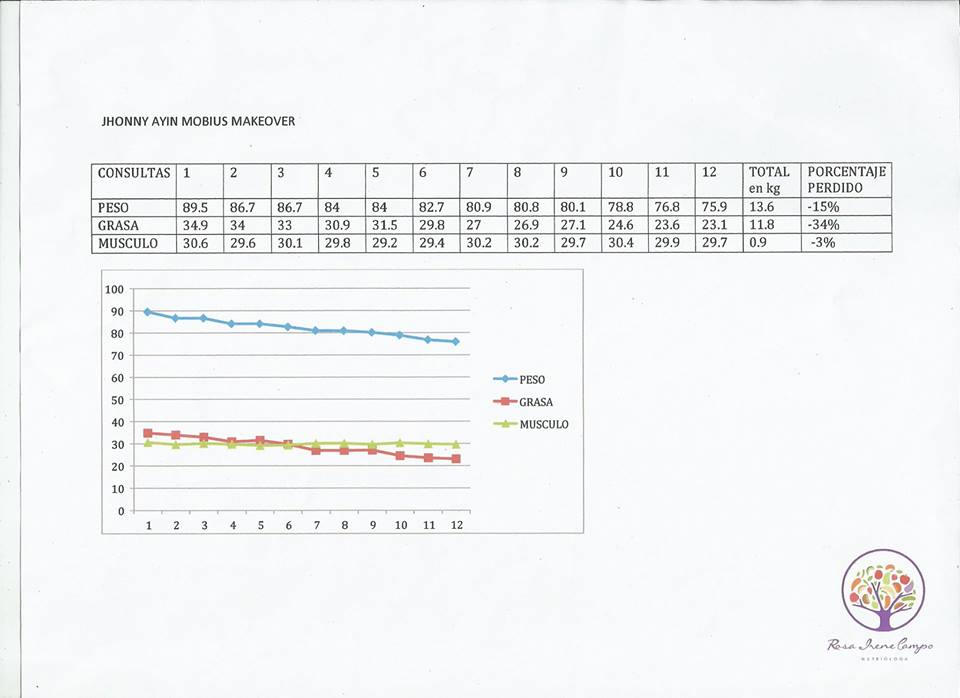 JHONNY AYIN MOBIUS MAKEOVER
CONSULTAS 1 2 3 4 5 6 7 8 9 10 11 12 TOTAL en kg PORCENTAJE PERDIDO
PESO 89.5 86.7 86.7 84 84 82.7 80.9 80.8 80.1 78.8 76.8 75.9 13.6 -15%
GRASA 34.9 34 33 30.9 31.5 29.8 27 26.9 27.1 24.6 23.6 23.1 11.8 -34%
MUSCULO 30.6 29.6 30.1 29.8 29.2 29.4 30.2 30.2 29.7 30.4 29.9 29.7 0.9 -3%
100
90
80
70
60
50
40
30
20
10
0
1 2 3 4 5 6 7 8 9 10 11 12
PESO
GRASA
MUSCULO
Rosa Irene Campo
NUTRIÓLOGA